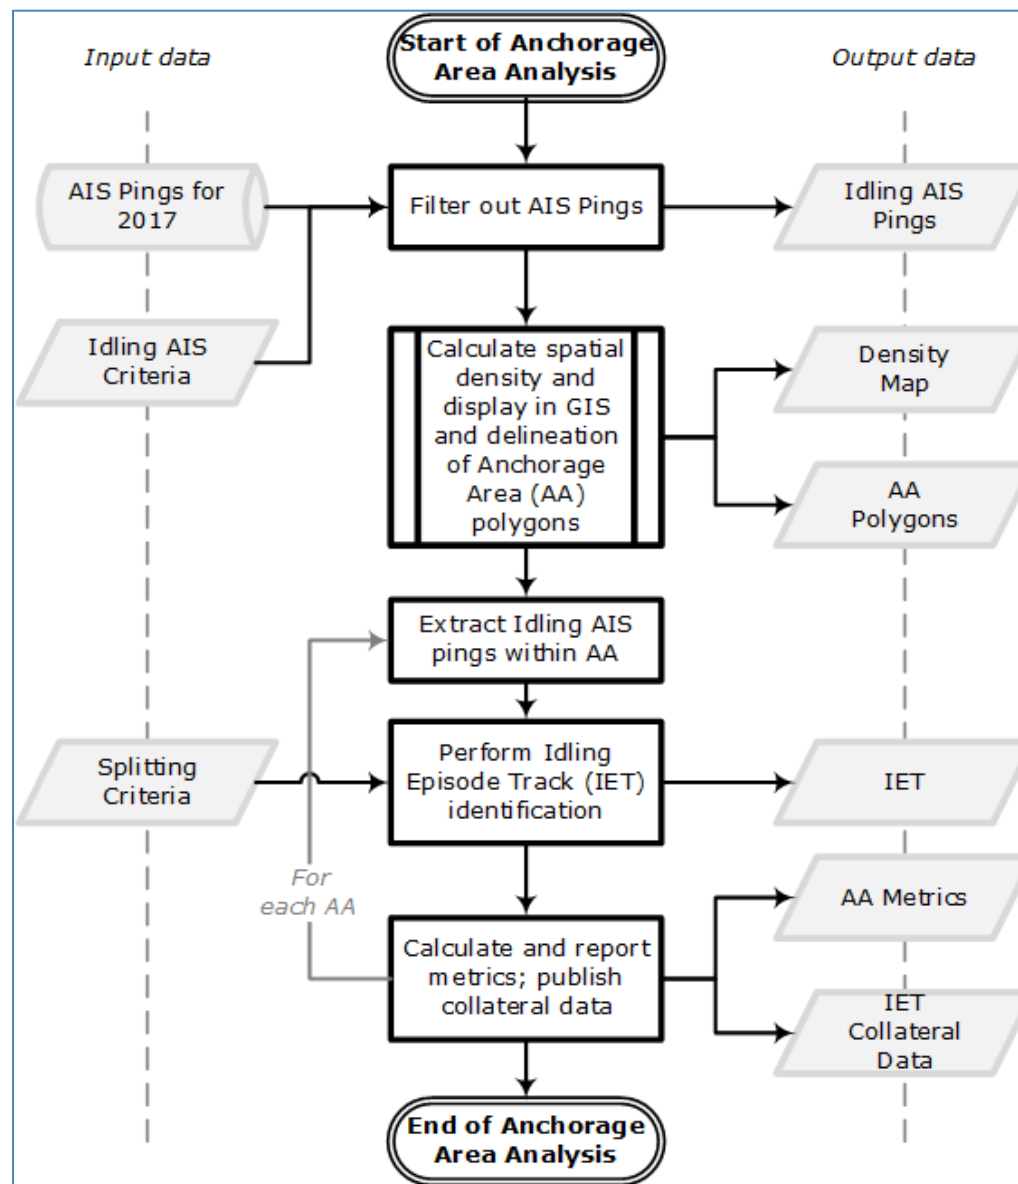 Input data
Start of Anchorage
Area Analysis
Output data
AIS Pings for
2017
Filter out AIS Pings
Idling AIS
Pings
Idling AIS
Criteria
Calculate spatial
density and
display in GIS
and delineation
of Anchorage
Area (AA)
polygons
Density
Map
AA
Polygons
Extract Idling AIS
pings within AA
Splitting
Criteria
Perform Idling
Episode Track (IET)
identification
IET
For
each AA
Calculate and report
metrics; publish
collateral data
AA Metrics
IET
Collateral
Data
End of Anchorage
Area Analysis